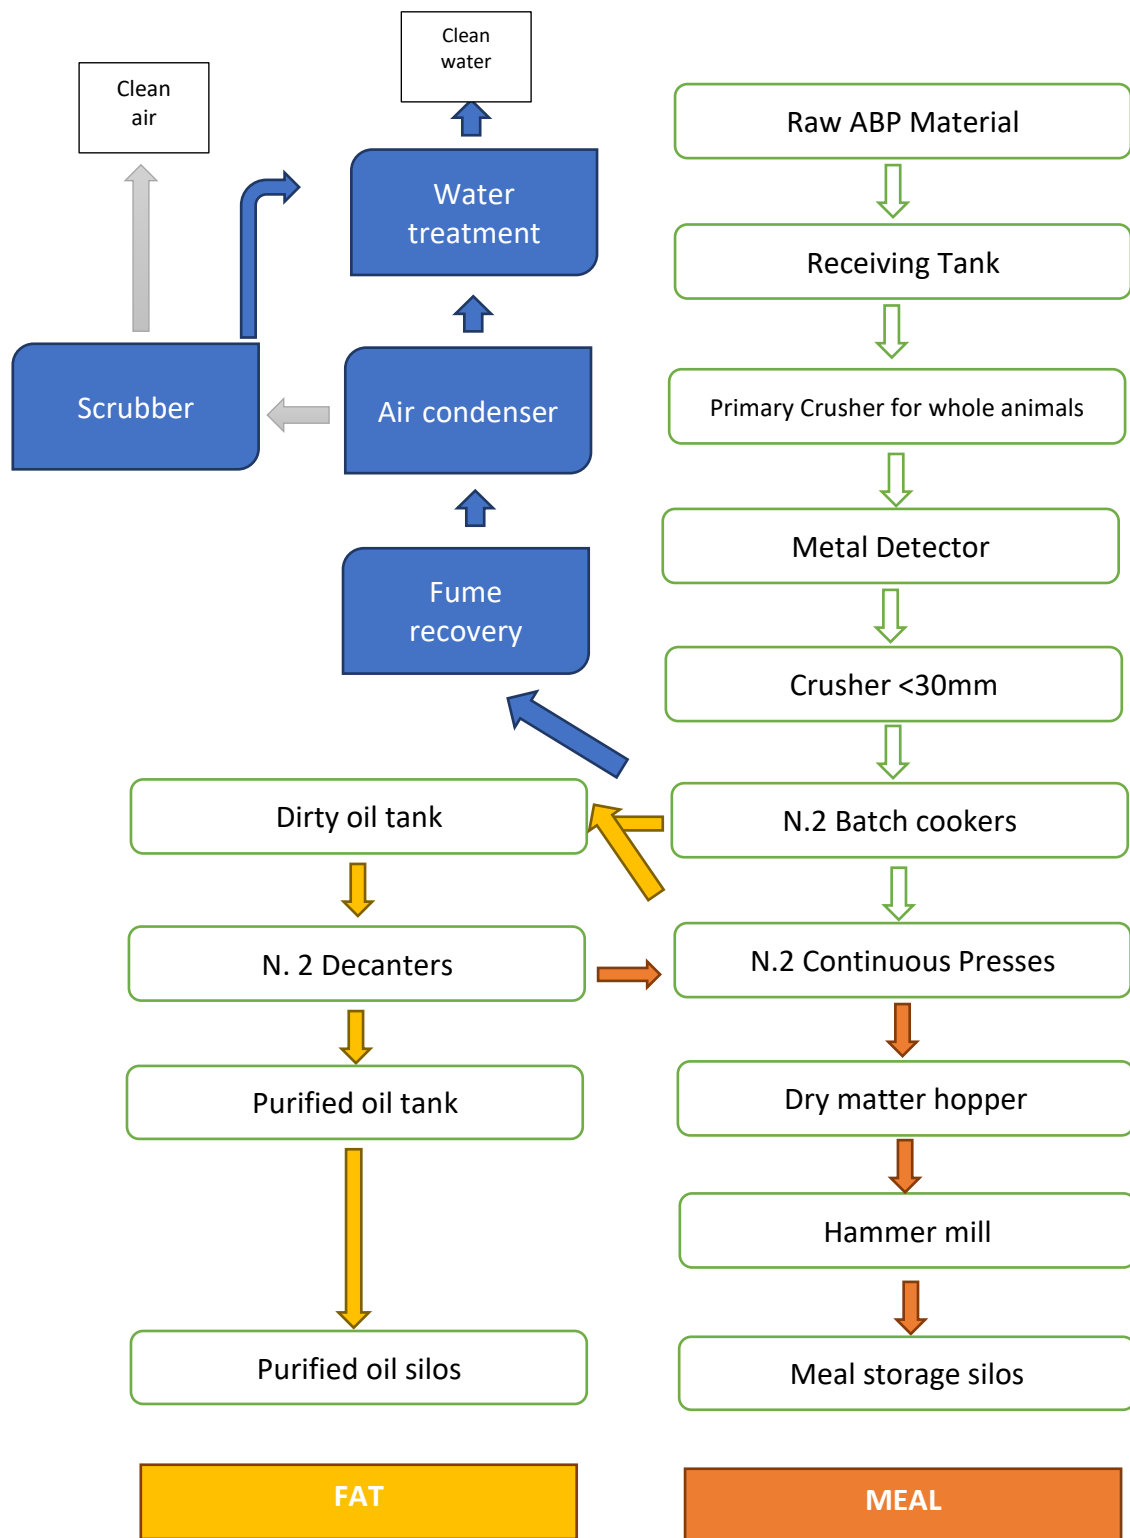 Clean
water
Clean
air
Raw ABP Material
Water
treatment
Receiving Tank
Scrubber
Air condenser
Primary Crusher for whole animals
Metal Detector
Fume
recovery
Crusher <30mm
Dirty oil tank
N.2 Batch cookers
N. 2 Decanters
N.2 Continuous Presses
Purified oil tank
Dry matter hopper
Hammer mill
Purified oil silos
Meal storage silos
FAT
MEAL